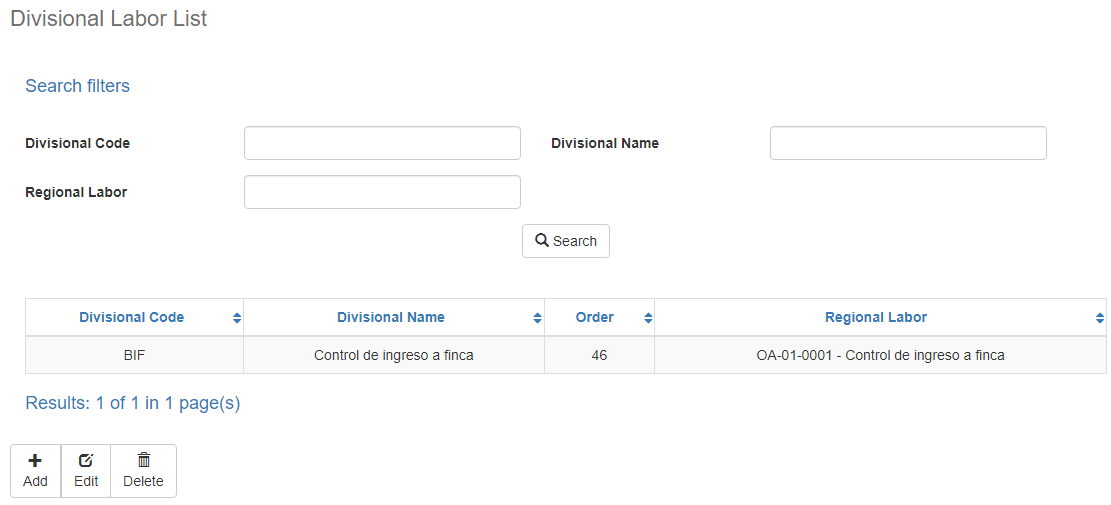 Divisional Labor List
Search filters
Divisional Code
Divisional Name
Regional Labor
Search
Divisional Code Divisional Name Order Regional Labor
BIF Control de ingreso a finca 46 OA-01-0001 - Control de ingreso a finca
Results: 1 of 1 in 1 page(s)
Add Edit Delete